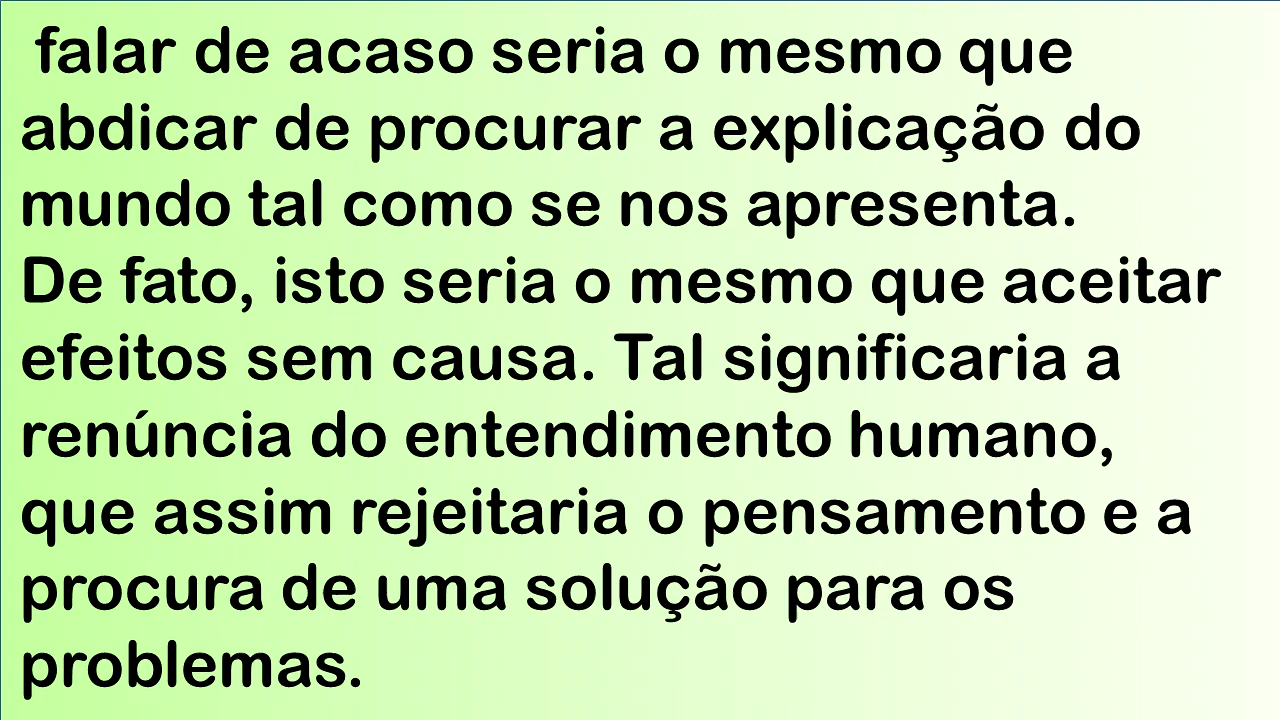 falar de acaso seria o mesmo que
abdicar de procurar a explicação do
mundo tal como se nos apresenta.
De fato, isto seria o mesmo que aceitar
efeitos sem causa. Tal significaria a
renúncia do entendimento humano,
que assim rejeitaria o pensamento e a
procura de uma solução para os
problemas.